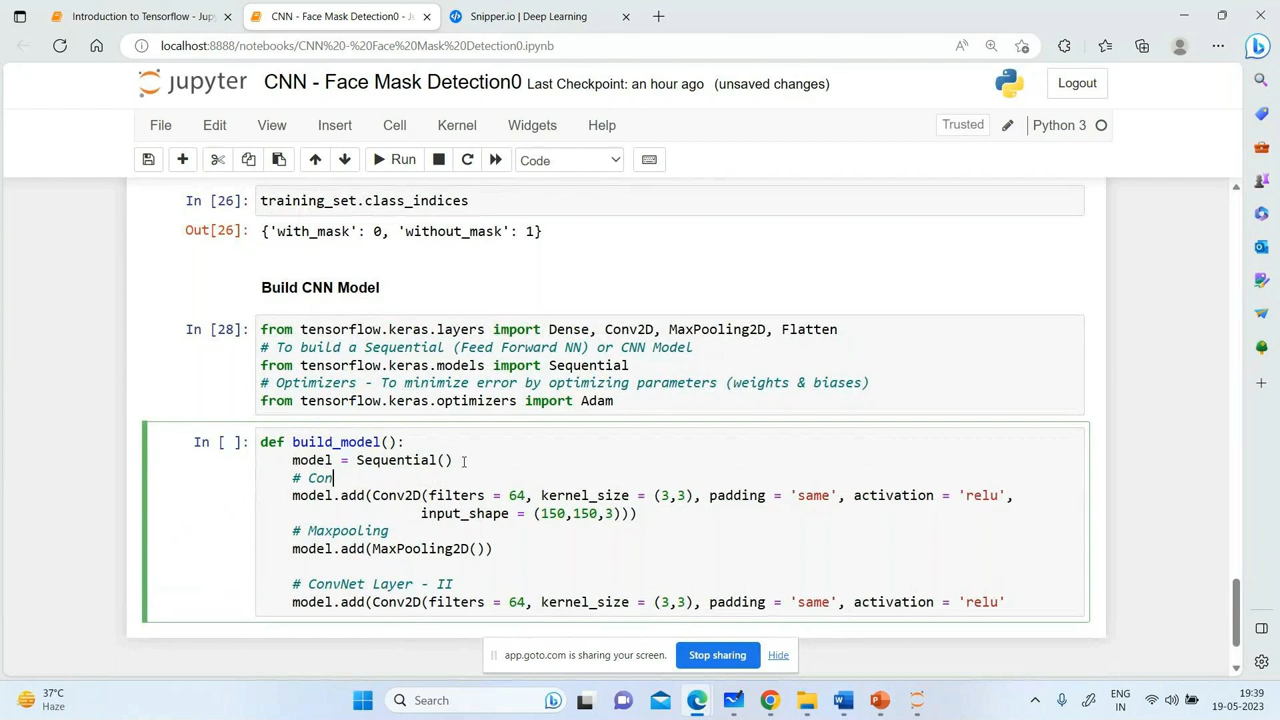 Introduction to Tensorflow - Jupy
CNN - Face Mask Detection0 - J
Snipper.io | Deep Learning
localhost:8888/notebooks/CNN%20-%20Face%20Mask%20Detection0.ipynb
jupyter CNN - Face Mask Detection0 Last Checkpoint: an hour ago (unsaved changes)
Logout
File Edit View Insert Cell Kernel Widgets Help
Trusted Python 3
Run Code
In [26]: training_set.class_indices
Out[26]: {'with_mask': 0, 'without_mask': 1}
Build CNN Model
In [28]: from tensorflow.keras.layers import Dense, Conv2D, MaxPooling2D, Flatten
# To build a Sequential (Feed Forward NN) or CNN Model
from tensorflow.keras.models import Sequential
# Optimizers - To minimize error by optimizing parameters (weights & biases)
from tensorflow.keras.optimizers import Adam
In [ ]: def build_model():
model = Sequential()
# Con
model.add(Conv2D(filters = 64, kernel_size = (3,3), padding = 'same', activation = 'relu',
input_shape = (150,150,3)))
# Maxpooling
model.add(MaxPooling2D())
# ConvNet Layer - II
model.add(Conv2D(filters = 64, kernel_size = (3,3), padding = 'same', activation = 'relu'
app.goto.com is sharing your screen. Stop sharing Hide
37°C
Haze
Search
ENG
IN
19:39
19-05-2023